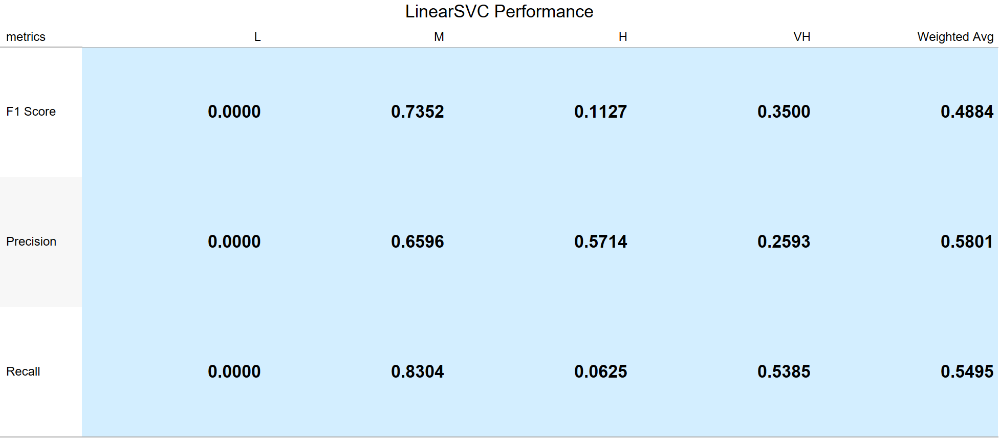 LinearSVC Performance
metrics L M H VH Weighted Avg
F1 Score 0.0000 0.7352 0.1127 0.3500 0.4884
Precision 0.0000 0.6596 0.5714 0.2593 0.5801
Recall 0.0000 0.8304 0.0625 0.5385 0.5495